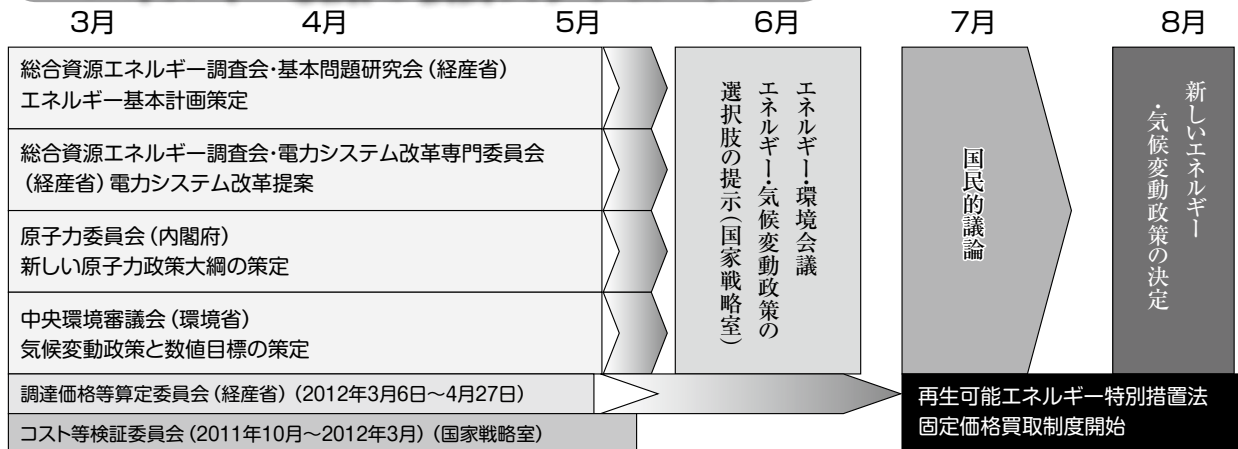 3月
4月
5月
6月
7月
8月
総合資源エネルギー調査会・基本問題研究会(経産省)
エネルギー基本計画策定
総合資源エネルギー調査会・電力システム改革専門委員会
(経産省)電力システム改革提案
原子力委員会(内閣府)
新しい原子力政策大綱の策定
中央環境審議会(環境省)
気候変動政策と数値目標の策定
調達価格等算定委員会(経産省)(2012年3月6日～4月27日)
コスト等検証委員会(2011年10月～2012年3月)(国家戦略室)
エネルギー・環境会議
エネルギー・気候変動政策の
選択肢の提示(国家戦略室)
国民的議論
新しいエネルギー
・気候変動政策の決定
再生可能エネルギー特別措置法
固定価格買取制度開始